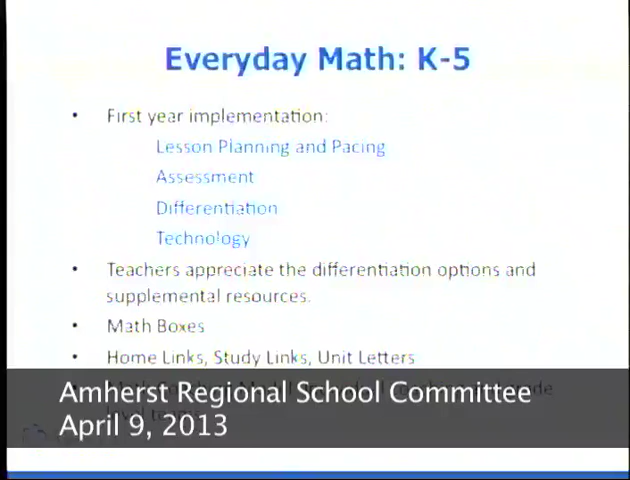 Everyday Math: K-5
• First year implementation:
Lesson Planning and Pacing
Assessment
Differentiation
Technology
• Teachers appreciate the differentiation options and
supplemental resources.
• Math Boxes
• Home Links, Study Links, Unit Letters
Amherst Regional School Committee
April 9, 2013